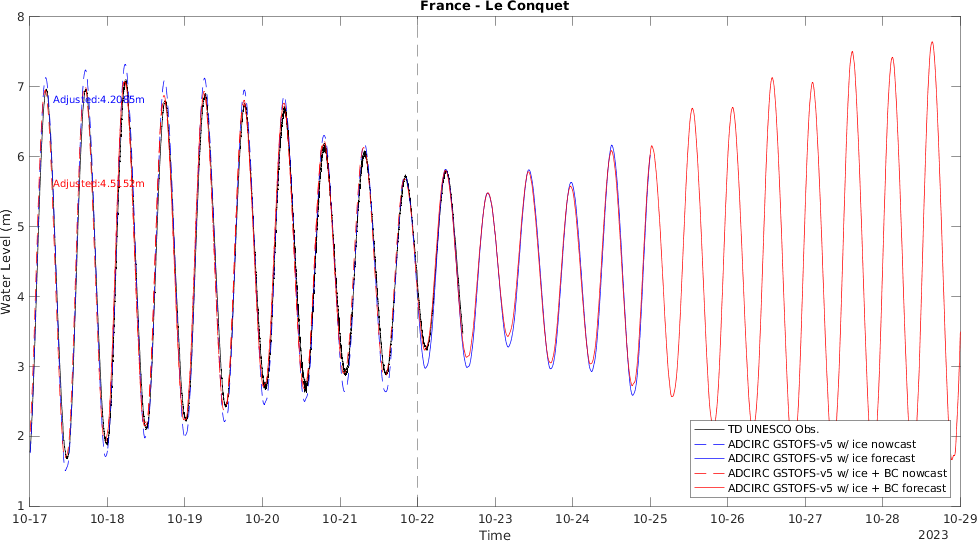 France - Le Conquet
8
7
6
5
4
3
2
1
Water Level (m)
Adjusted:4.2065m
Adjusted:4.5152m
TD UNESCO Obs.
ADCIRC GSTOFS-v5 w/ ice nowcast
ADCIRC GSTOFS-v5 w/ ice forecast
ADCIRC GSTOFS-v5 w/ ice + BC nowcast
ADCIRC GSTOFS-v5 w/ ice + BC forecast
10-17 10-18 10-19 10-20 10-21 10-22 10-23 10-24 10-25 10-26 10-27 10-28 10-29
Time
2023